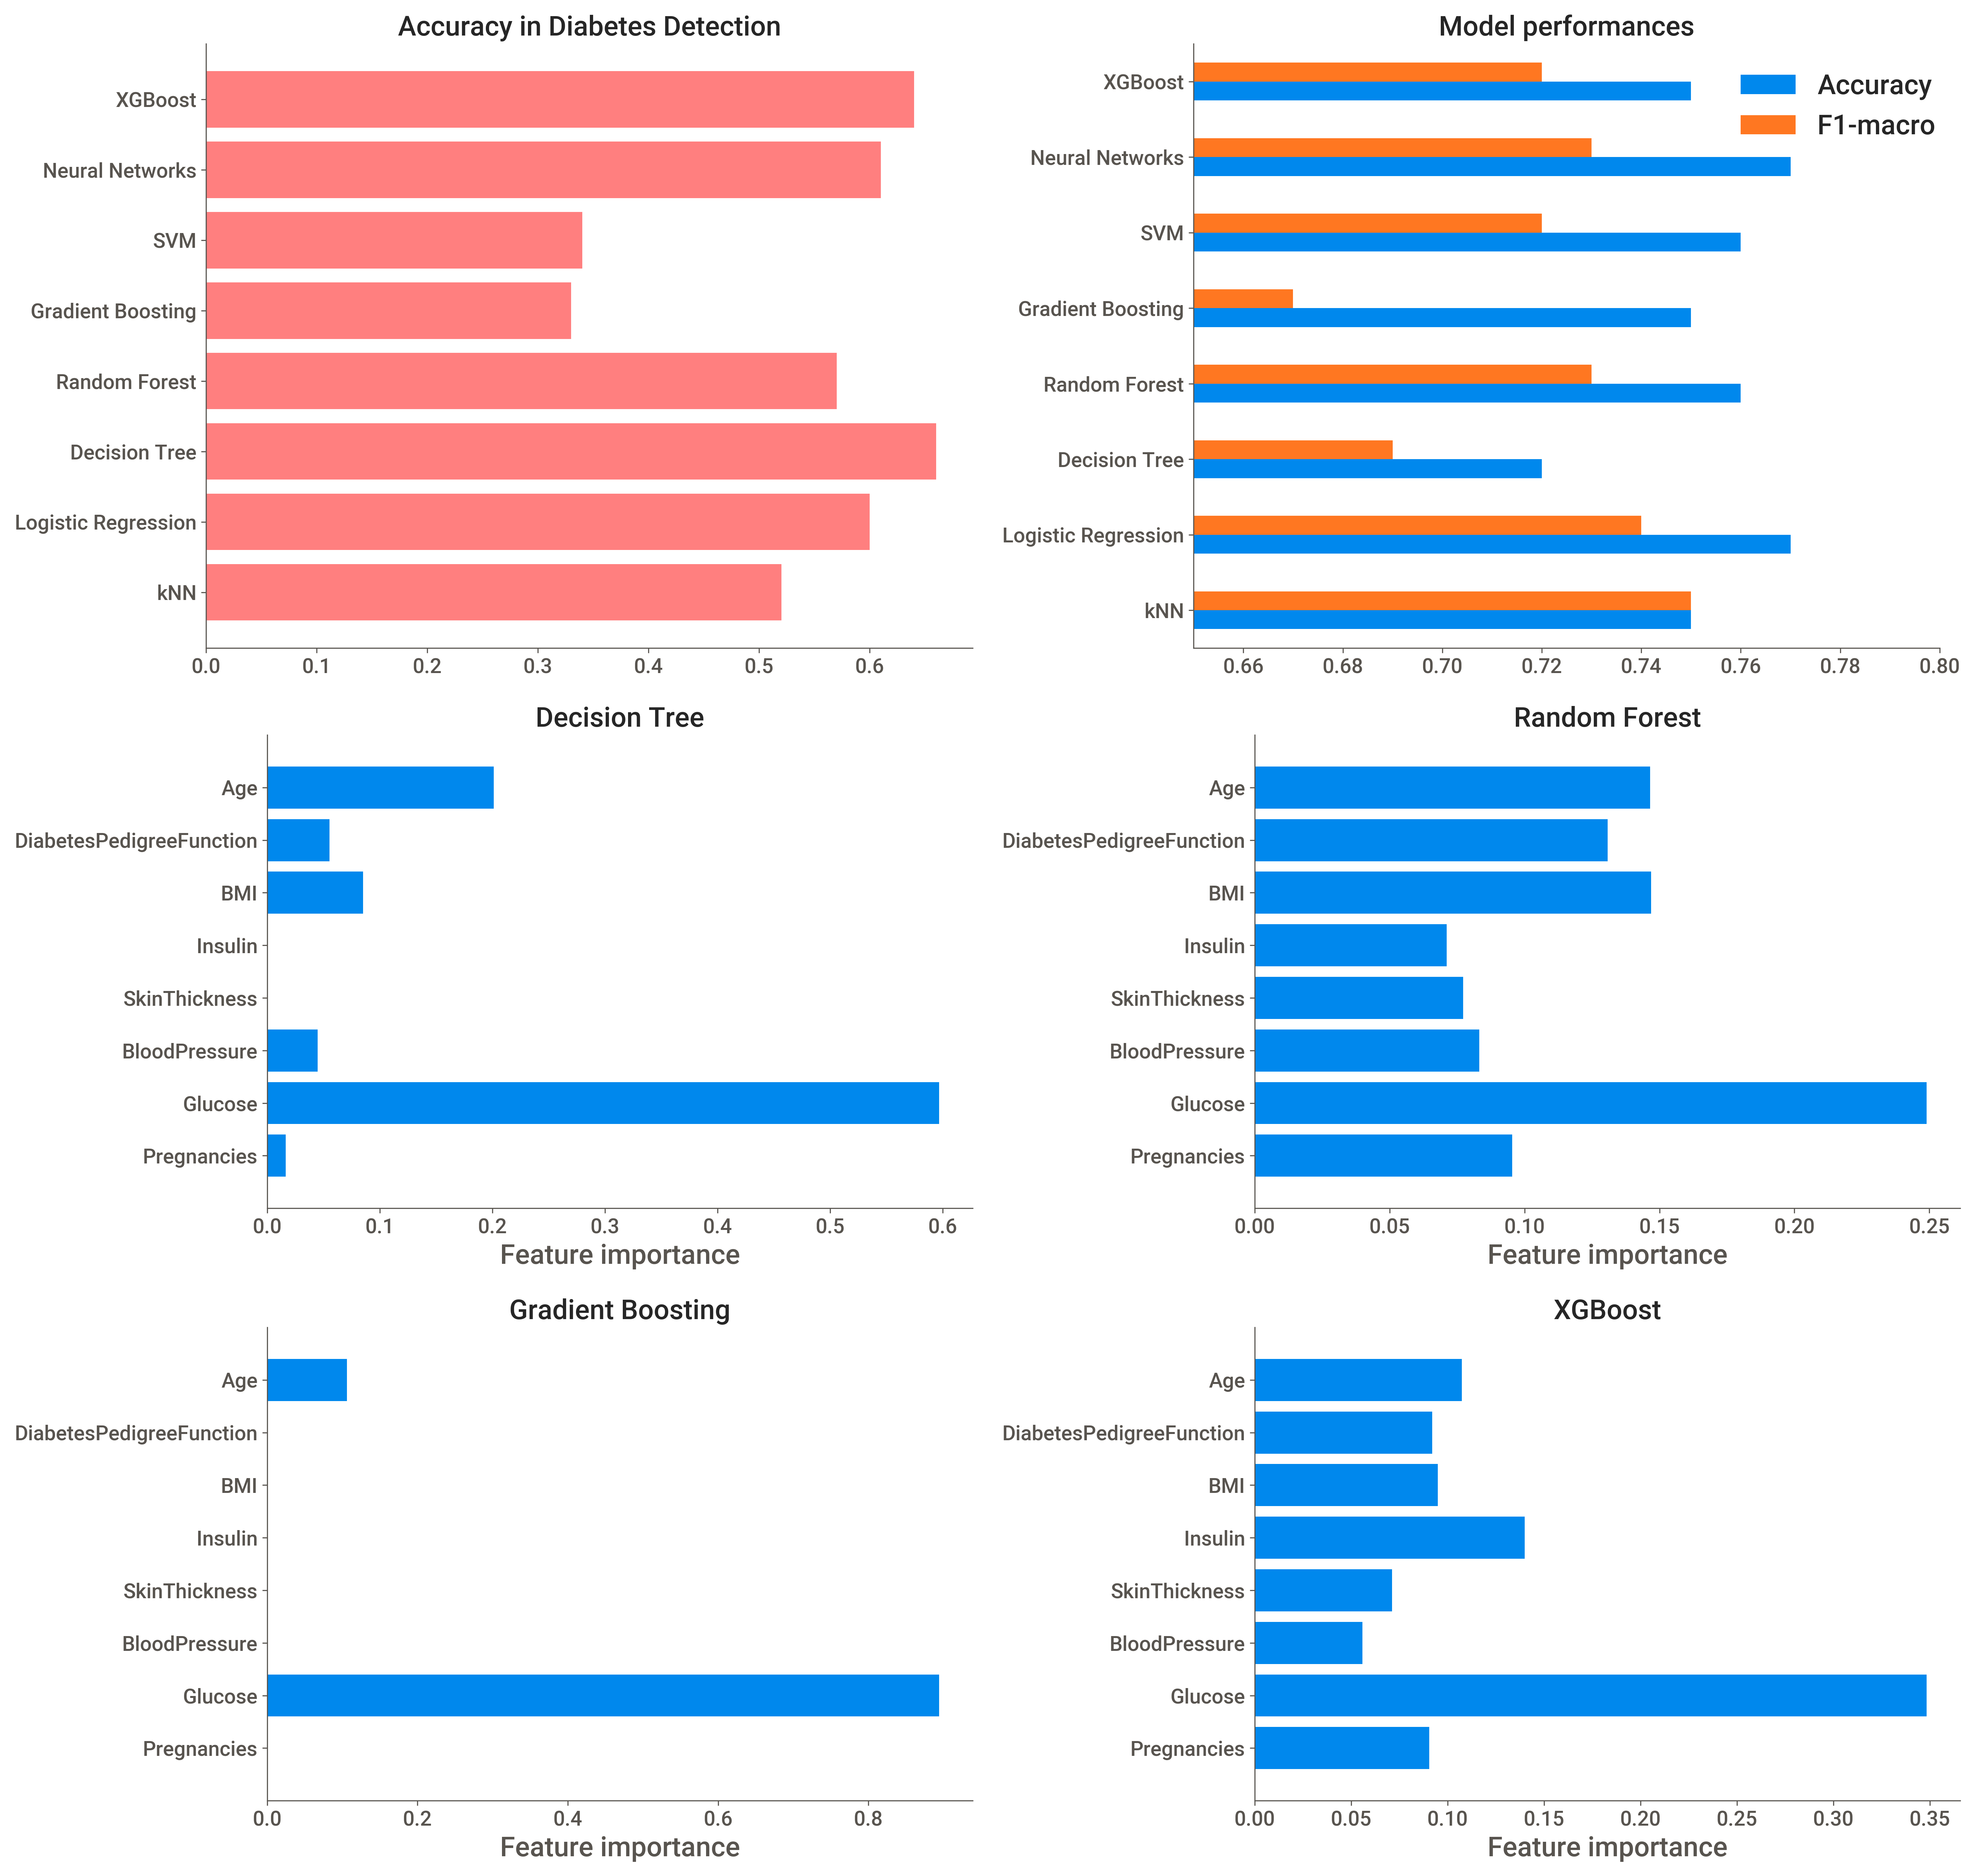 Accuracy in Diabetes Detection
XGBoost
Neural Networks
SVM
Gradient Boosting
Random Forest
Decision Tree
Logistic Regression
kNN
0.0 0.1 0.2 0.3 0.4 0.5 0.6
Model performances
Accuracy
F1-macro
XGBoost
Neural Networks
SVM
Gradient Boosting
Random Forest
Decision Tree
Logistic Regression
kNN
0.66 0.68 0.70 0.72 0.74 0.76 0.78 0.80
Decision Tree
Age
DiabetesPedigreeFunction
BMI
Insulin
SkinThickness
BloodPressure
Glucose
Pregnancies
0.0 0.1 0.2 0.3 0.4 0.5 0.6
Feature importance
Random Forest
Age
DiabetesPedigreeFunction
BMI
Insulin
SkinThickness
BloodPressure
Glucose
Pregnancies
0.00 0.05 0.10 0.15 0.20 0.25
Feature importance
Gradient Boosting
Age
DiabetesPedigreeFunction
BMI
Insulin
SkinThickness
BloodPressure
Glucose
Pregnancies
0.0 0.2 0.4 0.6 0.8
Feature importance
XGBoost
Age
DiabetesPedigreeFunction
BMI
Insulin
SkinThickness
BloodPressure
Glucose
Pregnancies
0.00 0.05 0.10 0.15 0.20 0.25 0.30 0.35
Feature importance